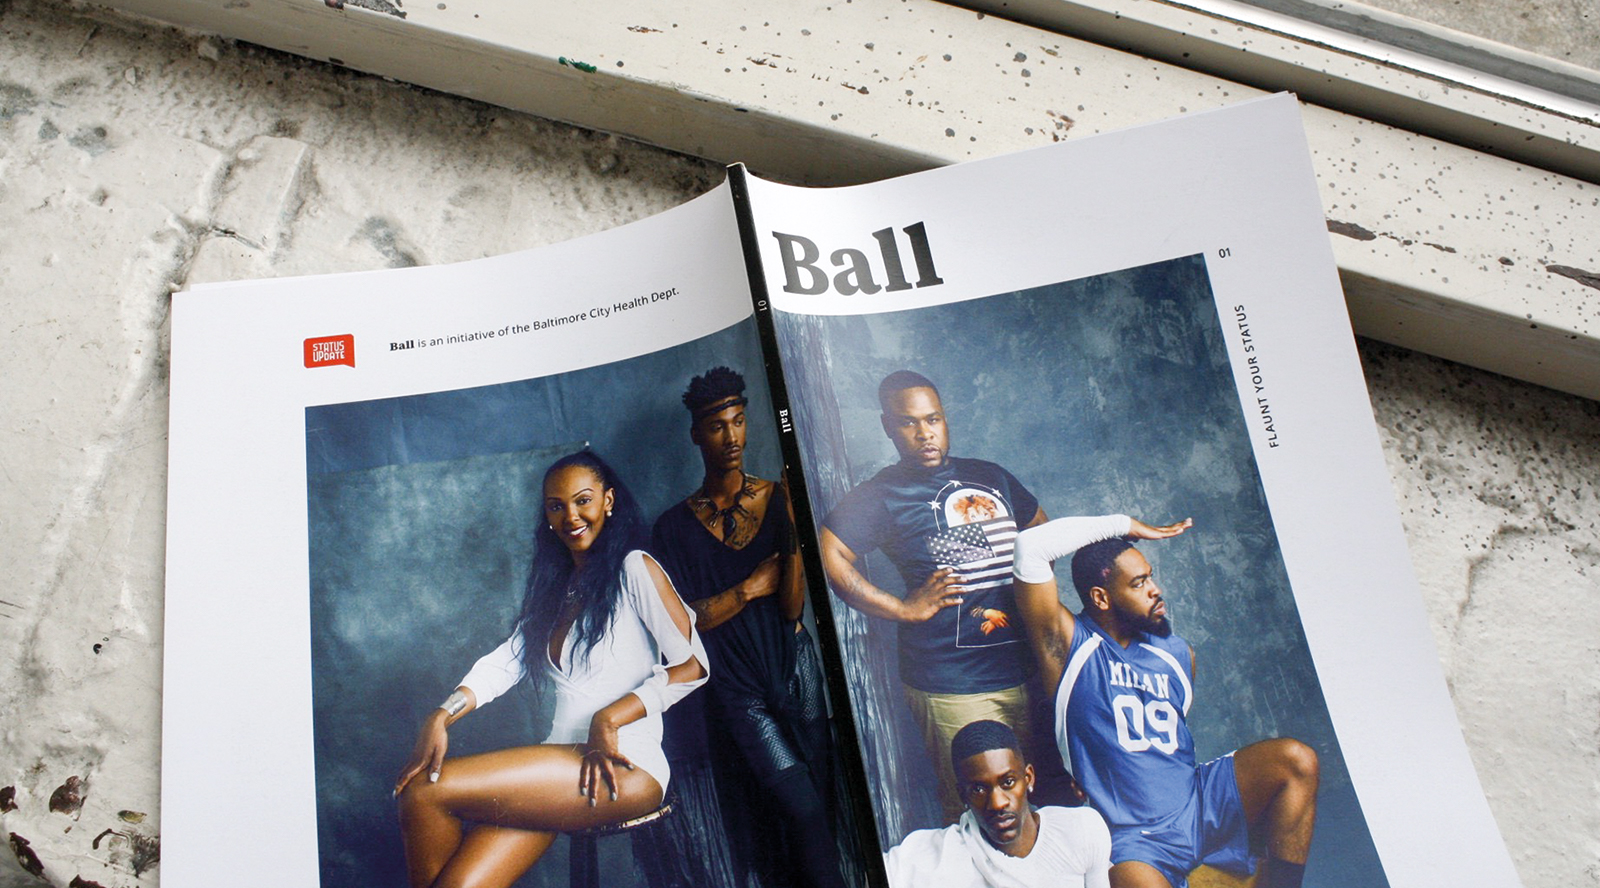 STATUS
UPDATE
Ball is an initiative of the Baltimore City Health Dept.
01
Ball
Ball
01
FLAUNT YOUR STATUS
MILAN
09